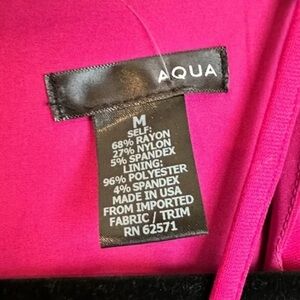 AQUA
M
SELF:
68% RAYON
27% NYLON
5% SPANDEX
LINING:
96% POLYESTER
4% SPANDEX
MADE IN USA
FROM IMPORTED
FABRIC / TRIM
RN 62571